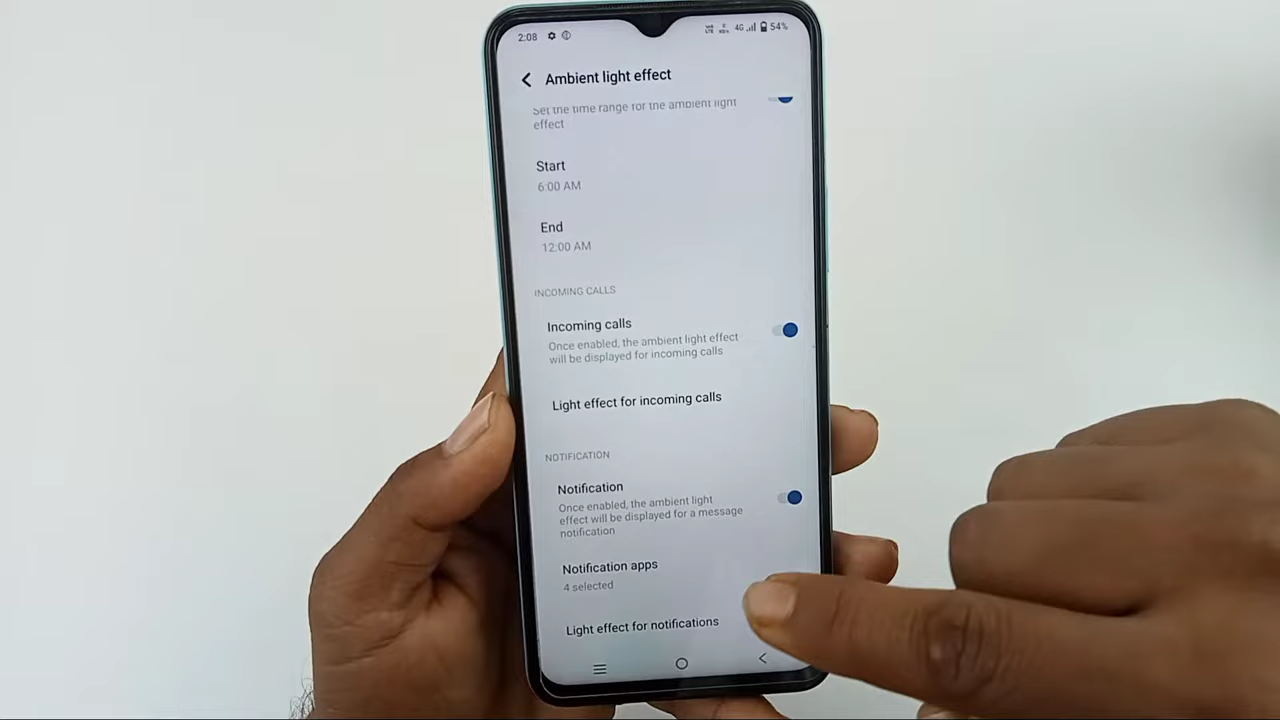 2:08
4G
54%
Ambient light effect
Set the time range for the ambient light
effect
Start
6:00 AM
End
12:00 AM
INCOMING CALLS
Incoming calls
Once enabled, the ambient light effect
will be displayed for incoming calls
Light effect for incoming calls
NOTIFICATION
Notification
Once enabled, the ambient light
effect will be displayed for a message
notification
Notification apps
4 selected
Light effect for notifications